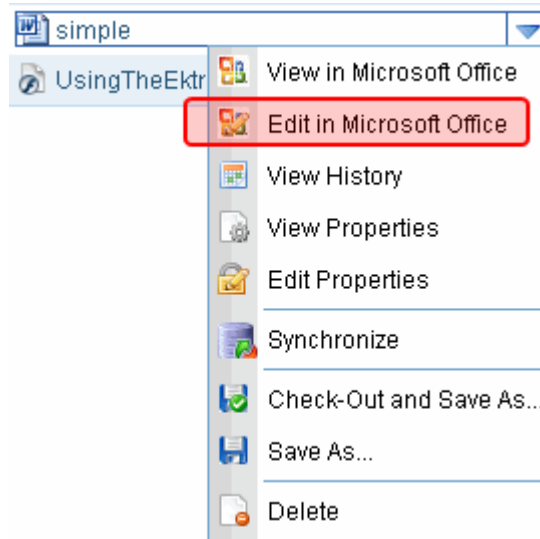 simple
UsingTheEktr
View in Microsoft Office
Edit in Microsoft Office
View History
View Properties
Edit Properties
Synchronize
Check-Out and Save As...
Save As...
Delete